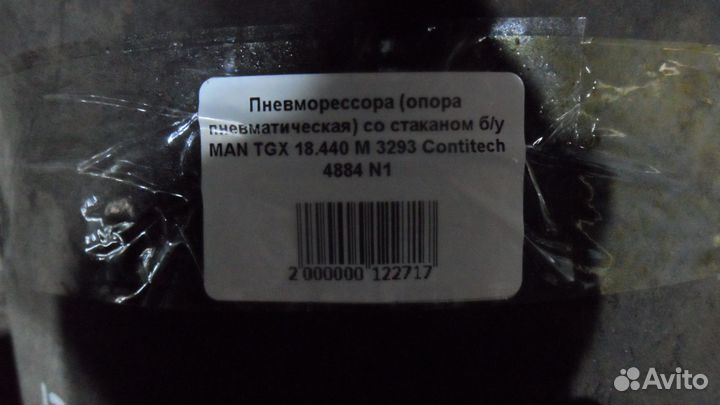 Пневморессора (опора
пневматическая) со стаканом б/у
MAN TGX 18.440 М 3293 Contitech
4884 N1
2 000000 122717
Avito